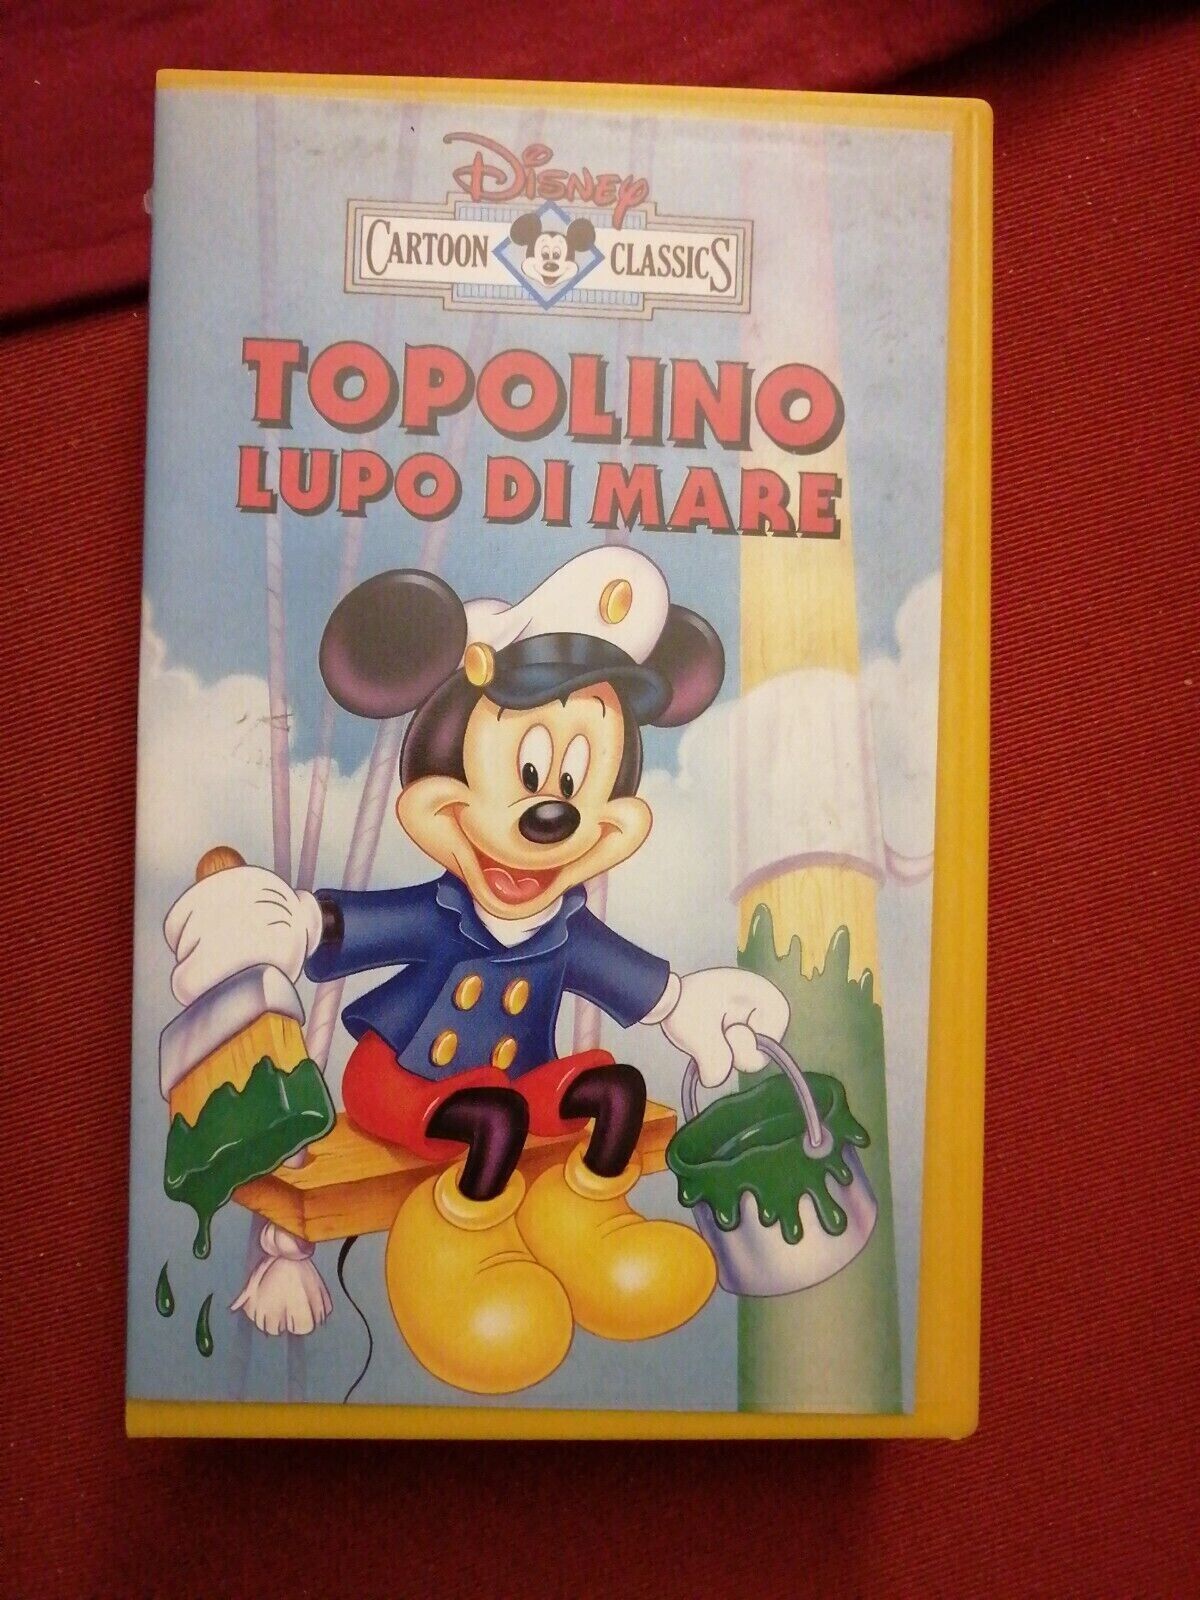 Disney
CARTOON CLASSICS
TOPOLINO
LUPO DI MARE